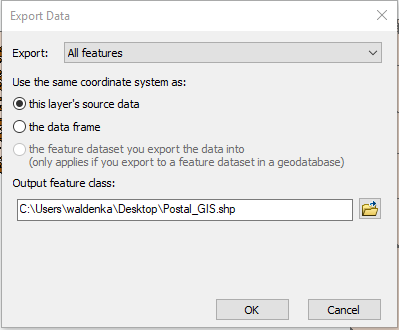 Export Data
Export: All features
Use the same coordinate system as:
this layer's source data
the data frame
the feature dataset you export the data into
(only applies if you export to a feature dataset in a geodatabase)
Output feature class:
C:\Users\waldenka\Desktop\Postal_GIS.shp
OK Cancel